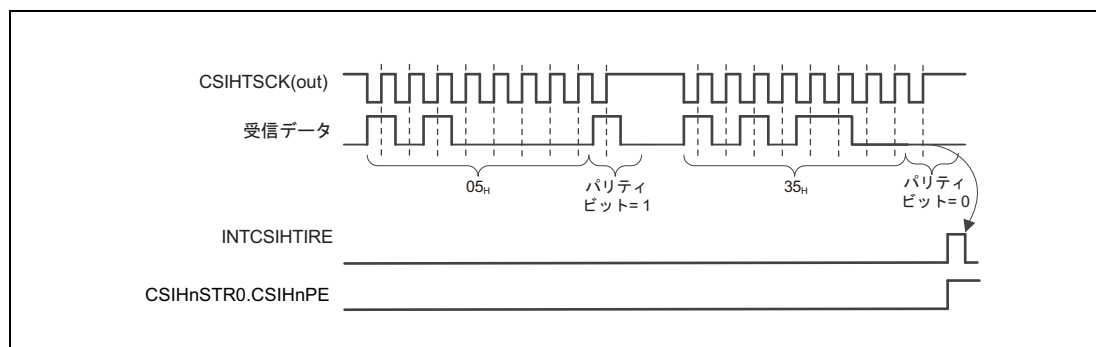 CSIHTSCK(out)
受信データ
05H
パリティ
ビット= 1
35H
パリティ
ビット= 0
INTCSIHTIRE
CSIHnSTR0.CSIHnPE